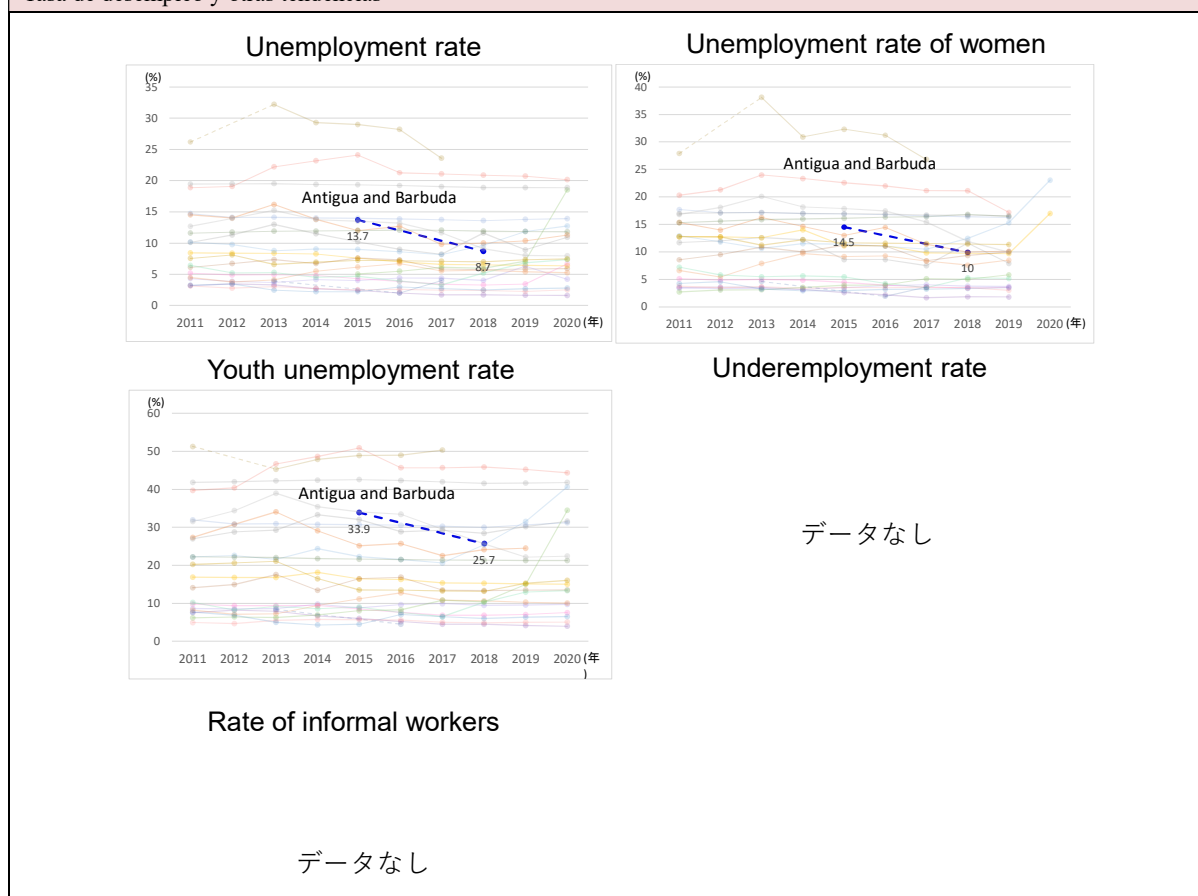 Unemployment rate
(%)
35
30
25
20
15
10
5
0
Antigua and Barbuda
13.7
8.7
2011 2012 2013 2014 2015 2016 2017 2018 2019 2020 (年)
Unemployment rate of women
(%)
40
35
30
25
20
15
10
5
0
Antigua and Barbuda
14.5
10
2011 2012 2013 2014 2015 2016 2017 2018 2019 2020 (年)
Youth unemployment rate
(%)
60
50
40
30
20
10
0
Antigua and Barbuda
33.9
25.7
2011 2012 2013 2014 2015 2016 2017 2018 2019 2020 (年
)
Underemployment rate
データなし
Rate of informal workers
データなし